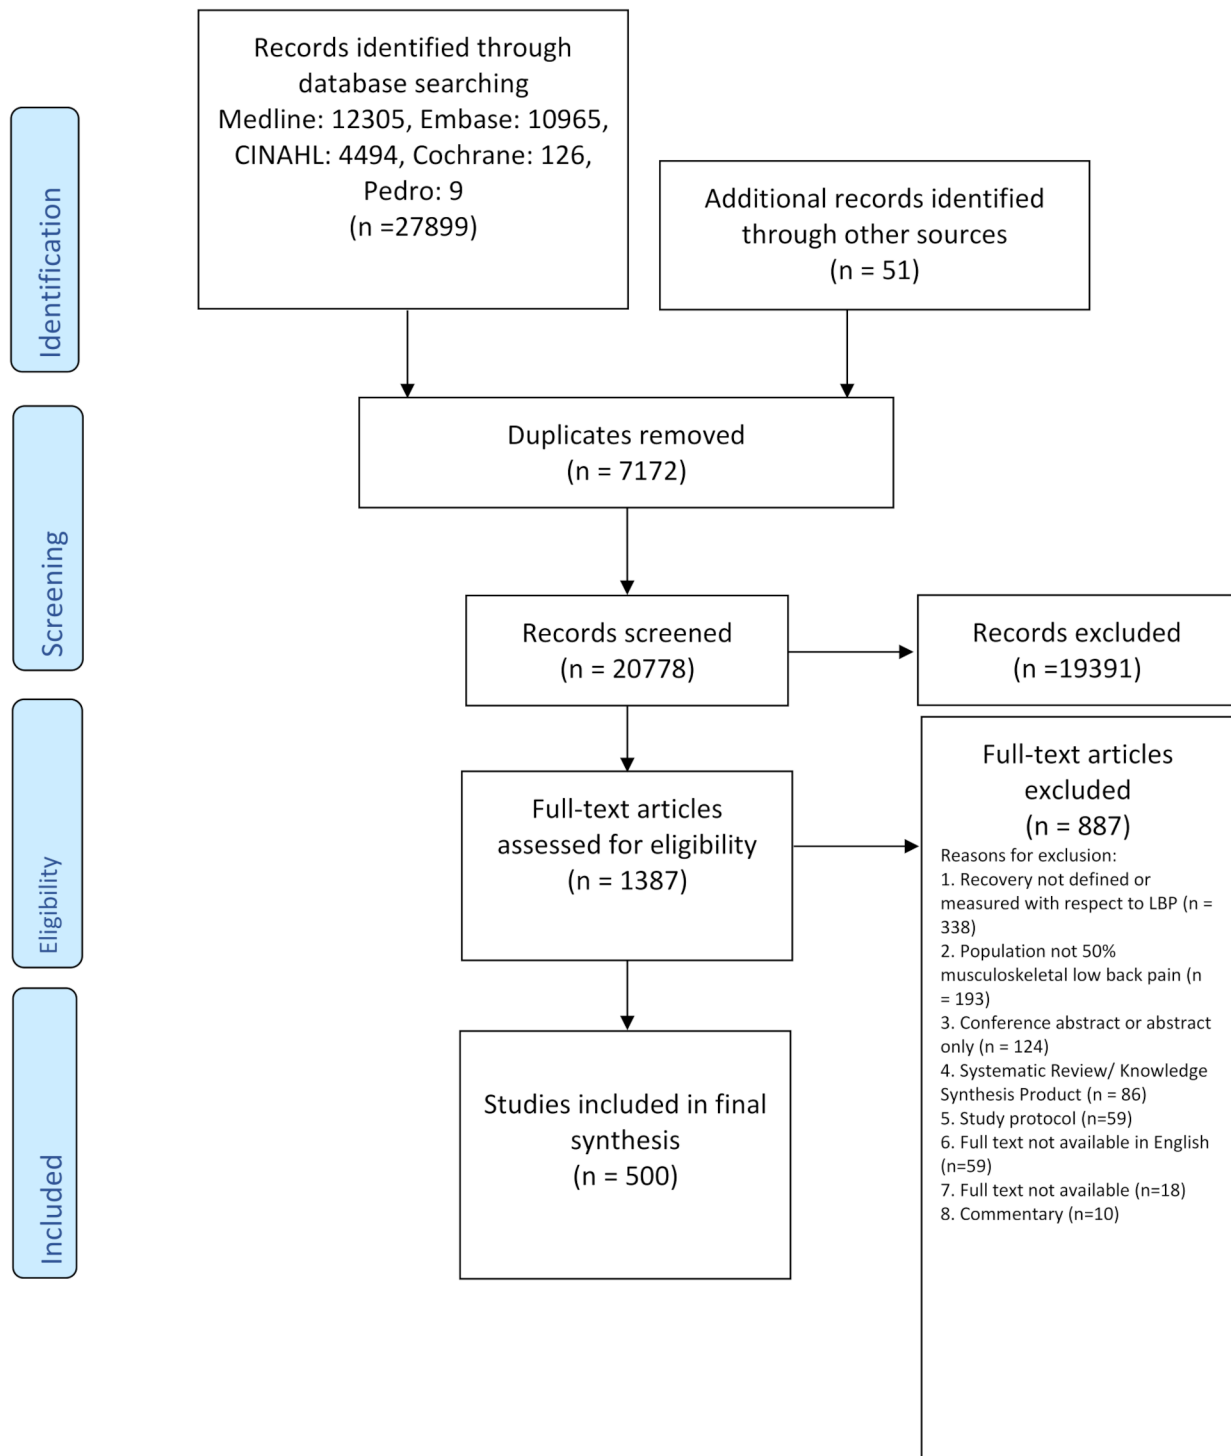 Records identified through
database searching
Medline: 12305, Embase: 10965,
CINAHL: 4494, Cochrane: 126,
Pedro: 9
(n =27899)
Additional records identified
through other sources
(n = 51)
Identification
Duplicates removed
(n = 7172)
Screening
Records screened
(n = 20778)
Records excluded
(n =19391)
Eligibility
Full-text articles
assessed for eligibility
(n = 1387)
Full-text articles
excluded
(n = 887)
Reasons for exclusion:
1. Recovery not defined or
measured with respect to LBP (n =
338)
2. Population not 50%
musculoskeletal low back pain (n
= 193)
3. Conference abstract or abstract
only (n = 124)
4. Systematic Review/ Knowledge
Synthesis Product (n = 86)
5. Study protocol (n=59)
6. Full text not available in English
(n=59)
7. Full text not available (n=18)
8. Commentary (n=10)
Included
Studies included in final
synthesis
(n = 500)